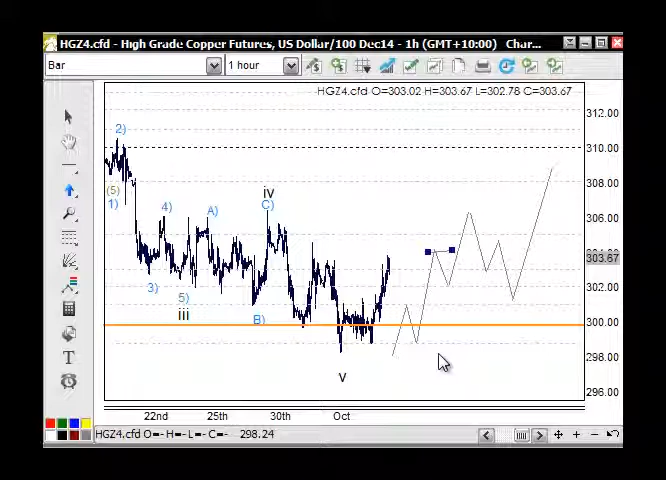 HGZ4.cfd - High Grade Copper Futures, US Dollar/100 Dec14 - 1h (GMT+10:00) Char...
Bar
1 hour
HGZ4.cfd O=303.02 H=303.67 L=302.78 C=303.67
312.00
310.00
308.00
306.00
303.67
302.00
300.00
298.00
296.00
2)
(5)
1)
4)
A)
iv
C)
3)
5)
iii
B)
v
22nd
25th
30th
Oct
T
HGZ4.cfd O=- H=- L=- C=-
298.24